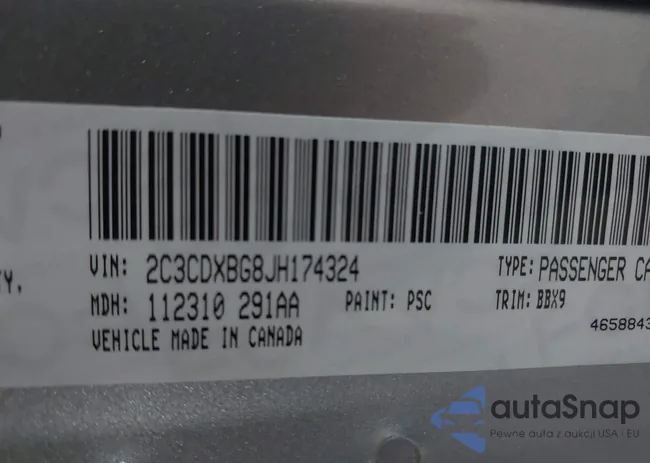 VIN: 2C3CDXBG8JH174324 TYPE: PASSENGER CA
TY.
MDH: 112310 291AA PAINT: PSC TRIM: BBX9
VEHICLE MADE IN CANADA 4658843
autaSnap
Pewne auta z aukcji USA - EU